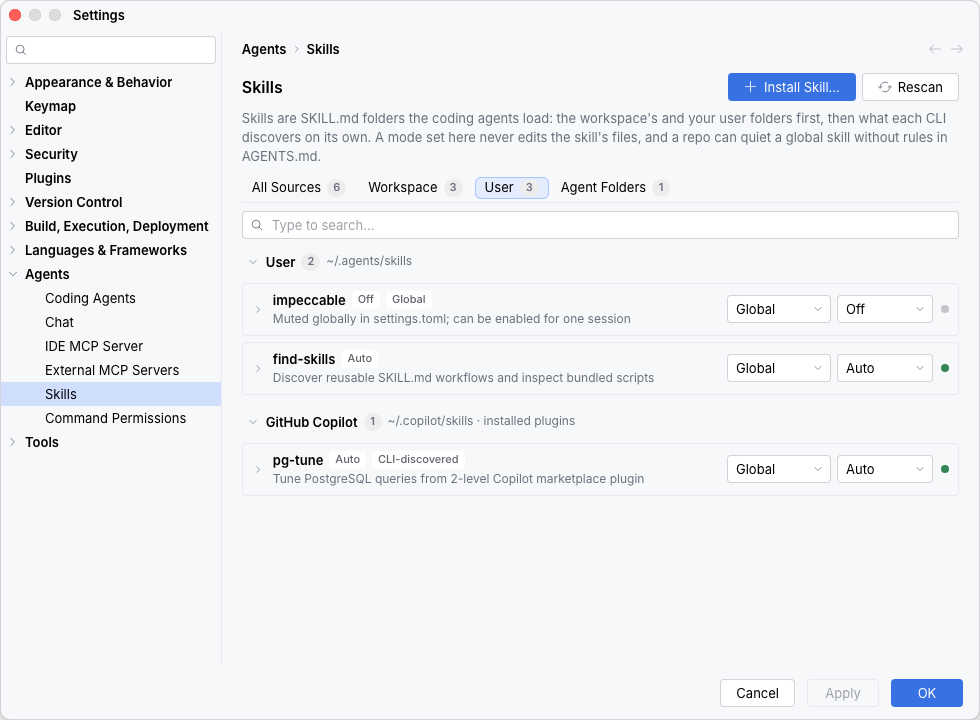 Settings
Appearance & Behavior
Keymap
Editor
Security
Plugins
Version Control
Build, Execution, Deployment
Languages & Frameworks
Agents
Coding Agents
Chat
IDE MCP Server
External MCP Servers
Skills
Command Permissions
Tools
Agents › Skills
Skills
Install Skill...
Rescan
Skills are SKILL.md folders the coding agents load: the workspace's and your user folders first, then what each CLI
discovers on its own. A mode set here never edits the skill's files, and a repo can quiet a global skill without rules in
AGENTS.md.
All Sources 6 Workspace 3 User 3 Agent Folders 1
Type to search...
User 2 ~/.agents/skills
impeccable Off Global
Muted globally in settings.toml; can be enabled for one session
Global Off
find-skills Auto
Discover reusable SKILL.md workflows and inspect bundled scripts
Global Auto
GitHub Copilot 1 ~/.copilot/skills · installed plugins
pg-tune Auto CLI-discovered
Tune PostgreSQL queries from 2-level Copilot marketplace plugin
Global Auto
Cancel Apply OK